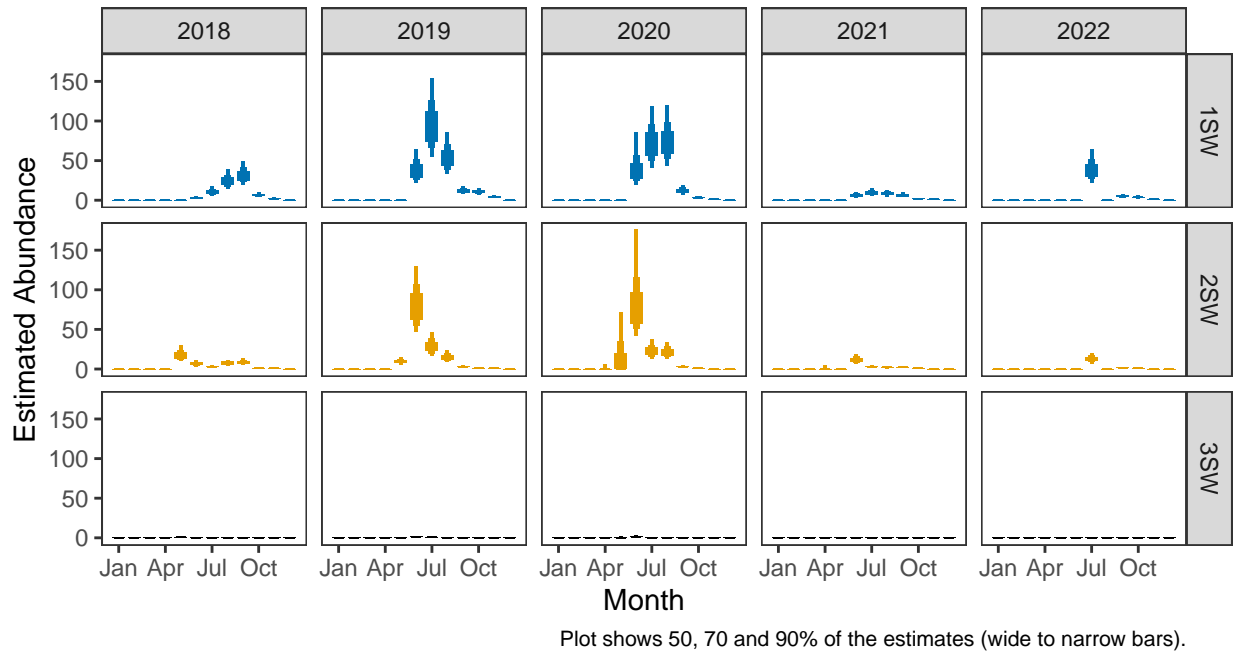 2018 2019 2020 2021 2022
150
100
50
0
1SW
150
100
50
0
2SW
150
100
50
0
3SW
Estimated Abundance
Jan Apr Jul Oct Jan Apr Jul Oct Jan Apr Jul Oct Jan Apr Jul Oct Jan Apr Jul Oct
Month
Plot shows 50, 70 and 90% of the estimates (wide to narrow bars).